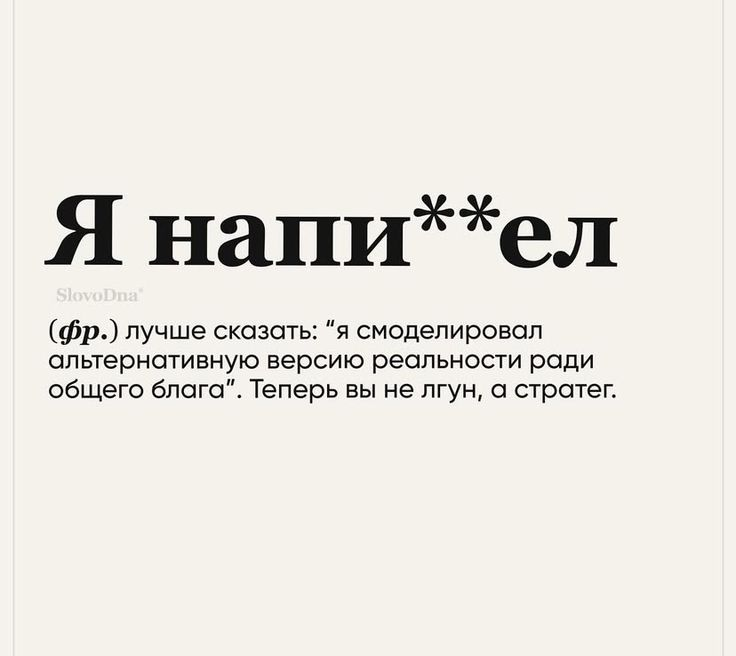 Я напи**ел
SlovoDna®
(фр.) лучше сказать: "я смоделировал
альтернативную версию реальности ради
общего блага". Теперь вы не лгун, а стратег.